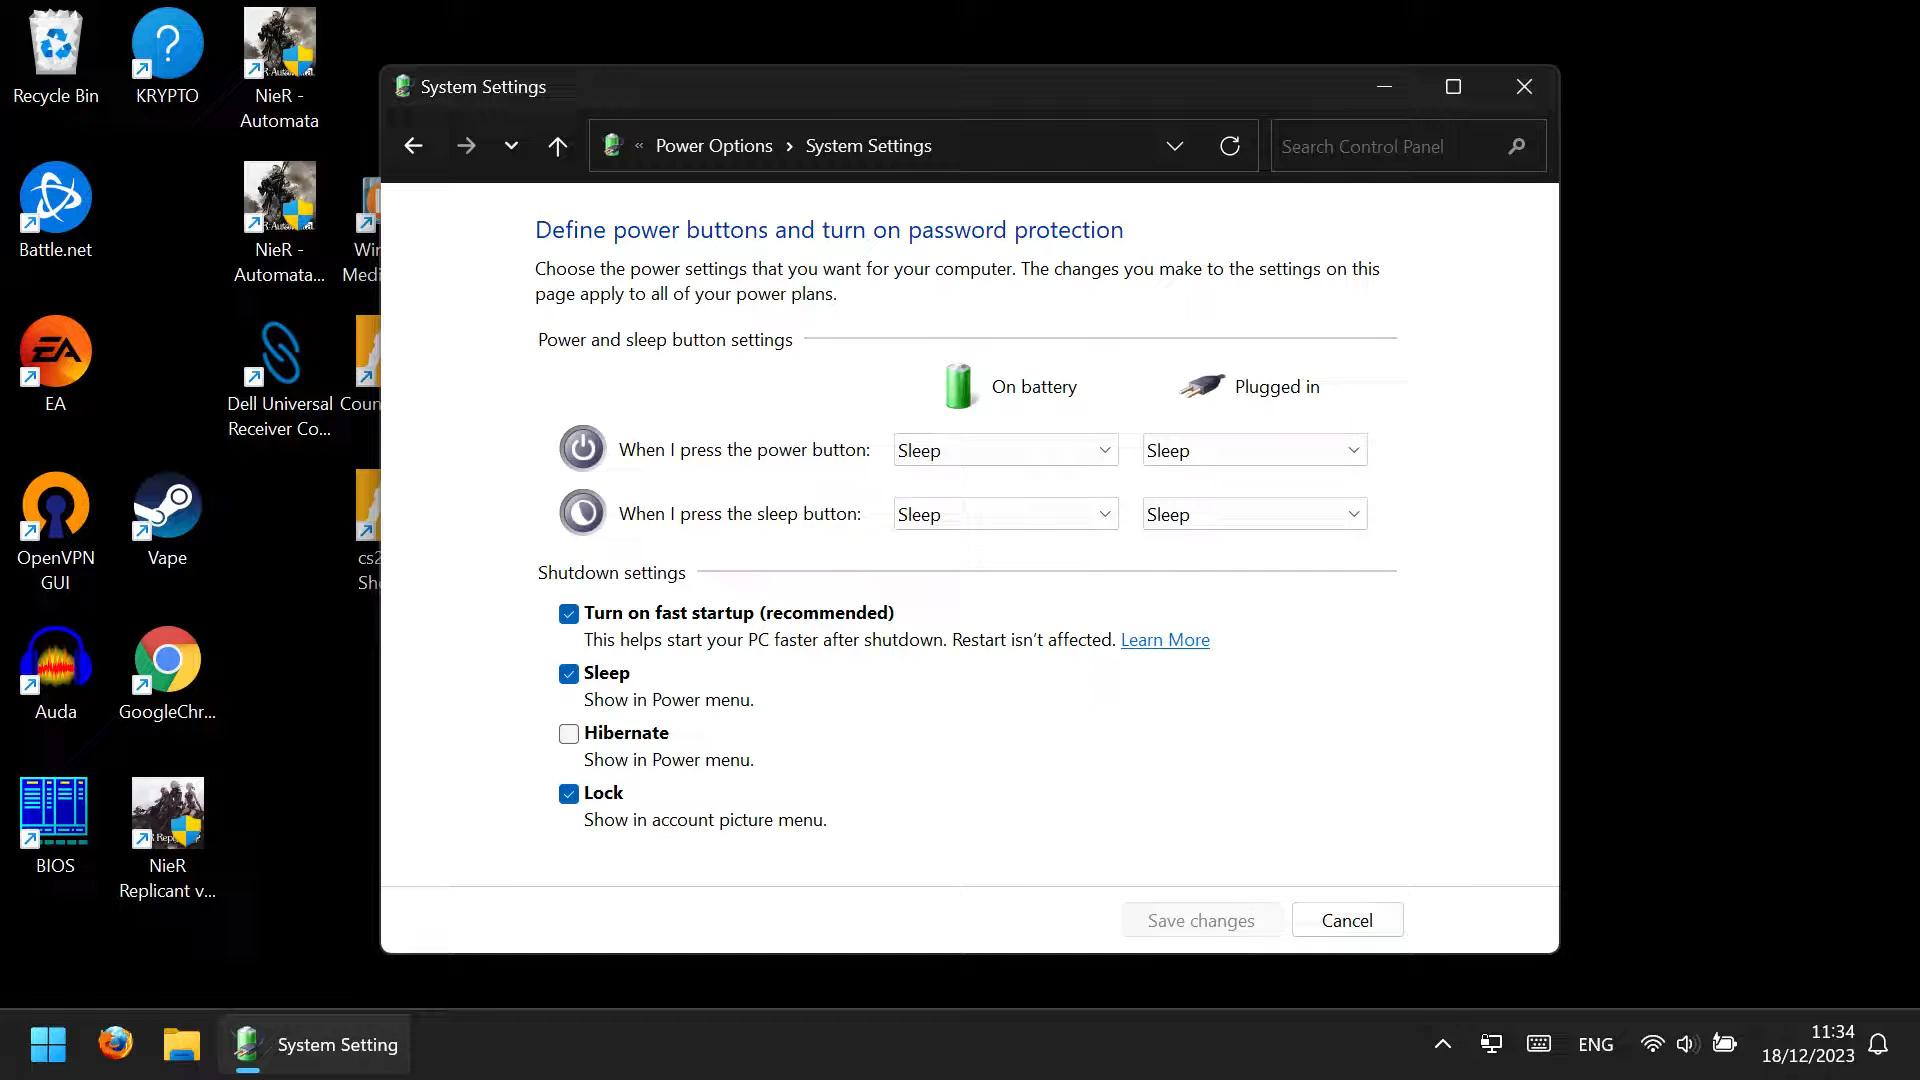 Recycle Bin
KRYPTO
NieR -
Automata
Battle.net
NieR -
Automata...
Win
Medi
EA
Dell Universal
Receiver Co...
Coun
OpenVPN
GUI
Vape
cs2
Sho
Auda
GoogleChr...
BIOS
NieR
Replicant v...
System Settings
« Power Options › System Settings
Search Control Panel
Define power buttons and turn on password protection
Choose the power settings that you want for your computer. The changes you make to the settings on this
page apply to all of your power plans.
Power and sleep button settings
On battery
Plugged in
When I press the power button: Sleep Sleep
When I press the sleep button: Sleep Sleep
Shutdown settings
Turn on fast startup (recommended)
This helps start your PC faster after shutdown. Restart isn’t affected. Learn More
Sleep
Show in Power menu.
Hibernate
Show in Power menu.
Lock
Show in account picture menu.
Save changes
Cancel
System Setting
ENG
11:34
18/12/2023